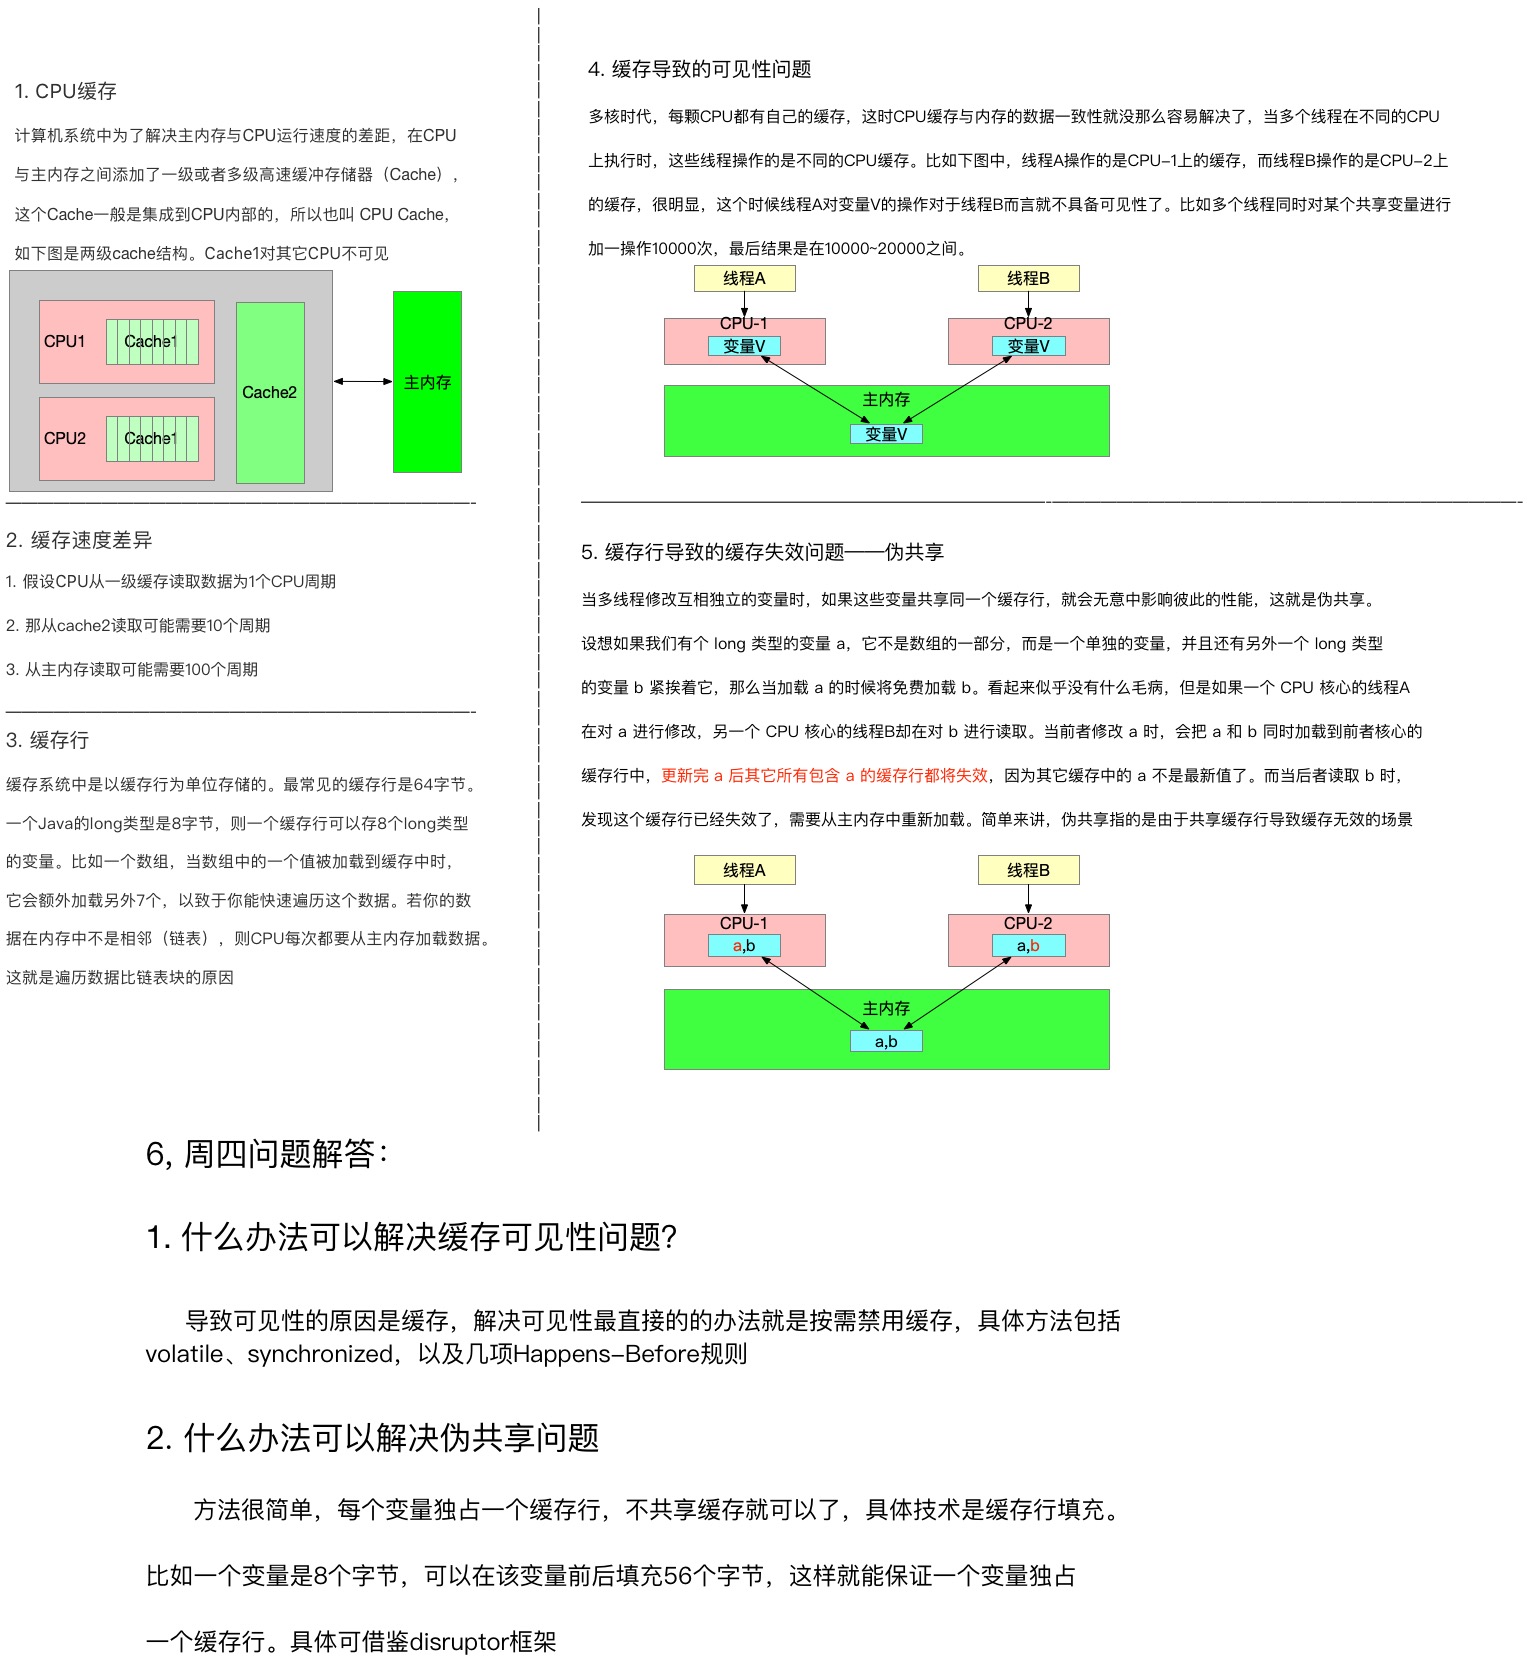 1. CPU缓存
计算机系统中为了解决主内存与CPU运行速度的差距，在CPU
与主内存之间添加了一级或者多级高速缓冲存储器（Cache），
这个Cache一般是集成到CPU内部的，所以也叫 CPU Cache，
如下图是两级cache结构。Cache1对其它CPU不可见
CPU1
Cache1
CPU2
Cache1
Cache2
主内存
2. 缓存速度差异
1. 假设CPU从一级缓存读取数据为1个CPU周期
2. 那从cache2读取可能需要10个周期
3. 从主内存读取可能需要100个周期
3. 缓存行
缓存系统中是以缓存行为单位存储的。最常见的缓存行是64字节。
一个Java的long类型是8字节，则一个缓存行可以存8个long类型
的变量。比如一个数组，当数组中的一个值被加载到缓存中时，
它会额外加载另外7个，以致于你能快速遍历这个数据。若你的数
据在内存中不是相邻（链表），则CPU每次都要从主内存加载数据。
这就是遍历数据比链表块的原因
4. 缓存导致的可见性问题
多核时代，每颗CPU都有自己的缓存，这时CPU缓存与内存的数据一致性就没那么容易解决了，当多个线程在不同的CPU
上执行时，这些线程操作的是不同的CPU缓存。比如下图中，线程A操作的是CPU-1上的缓存，而线程B操作的是CPU-2上
的缓存，很明显，这个时候线程A对变量V的操作对于线程B而言就不具备可见性了。比如多个线程同时对某个共享变量进行
加一操作10000次，最后结果是在10000~20000之间。
线程A
线程B
CPU-1
变量V
CPU-2
变量V
主内存
变量V
5. 缓存行导致的缓存失效问题——伪共享
当多线程修改互相独立的变量时，如果这些变量共享同一个缓存行，就会无意中影响彼此的性能，这就是伪共享。
设想如果我们有个 long 类型的变量 a，它不是数组的一部分，而是一个单独的变量，并且还有另外一个 long 类型
的变量 b 紧挨着它，那么当加载 a 的时候将免费加载 b。看起来似乎没有什么毛病，但是如果一个 CPU 核心的线程A
在对 a 进行修改，另一个 CPU 核心的线程B却在对 b 进行读取。当前者修改 a 时，会把 a 和 b 同时加载到前者核心的
缓存行中，更新完 a 后其它所有包含 a 的缓存行都将失效，因为其它缓存中的 a 不是最新值了。而当后者读取 b 时，
发现这个缓存行已经失效了，需要从主内存中重新加载。简单来讲，伪共享指的是由于共享缓存行导致缓存无效的场景
线程A
线程B
CPU-1
a,b
CPU-2
a,b
主内存
a,b
6, 周四问题解答：
1. 什么办法可以解决缓存可见性问题？
导致可见性的原因是缓存，解决可见性最直接的的办法就是按需禁用缓存，具体方法包括
volatile、synchronized，以及几项Happens-Before规则
2. 什么办法可以解决伪共享问题
方法很简单，每个变量独占一个缓存行，不共享缓存就可以了，具体技术是缓存行填充。
比如一个变量是8个字节，可以在该变量前后填充56个字节，这样就能保证一个变量独占
一个缓存行。具体可借鉴disruptor框架